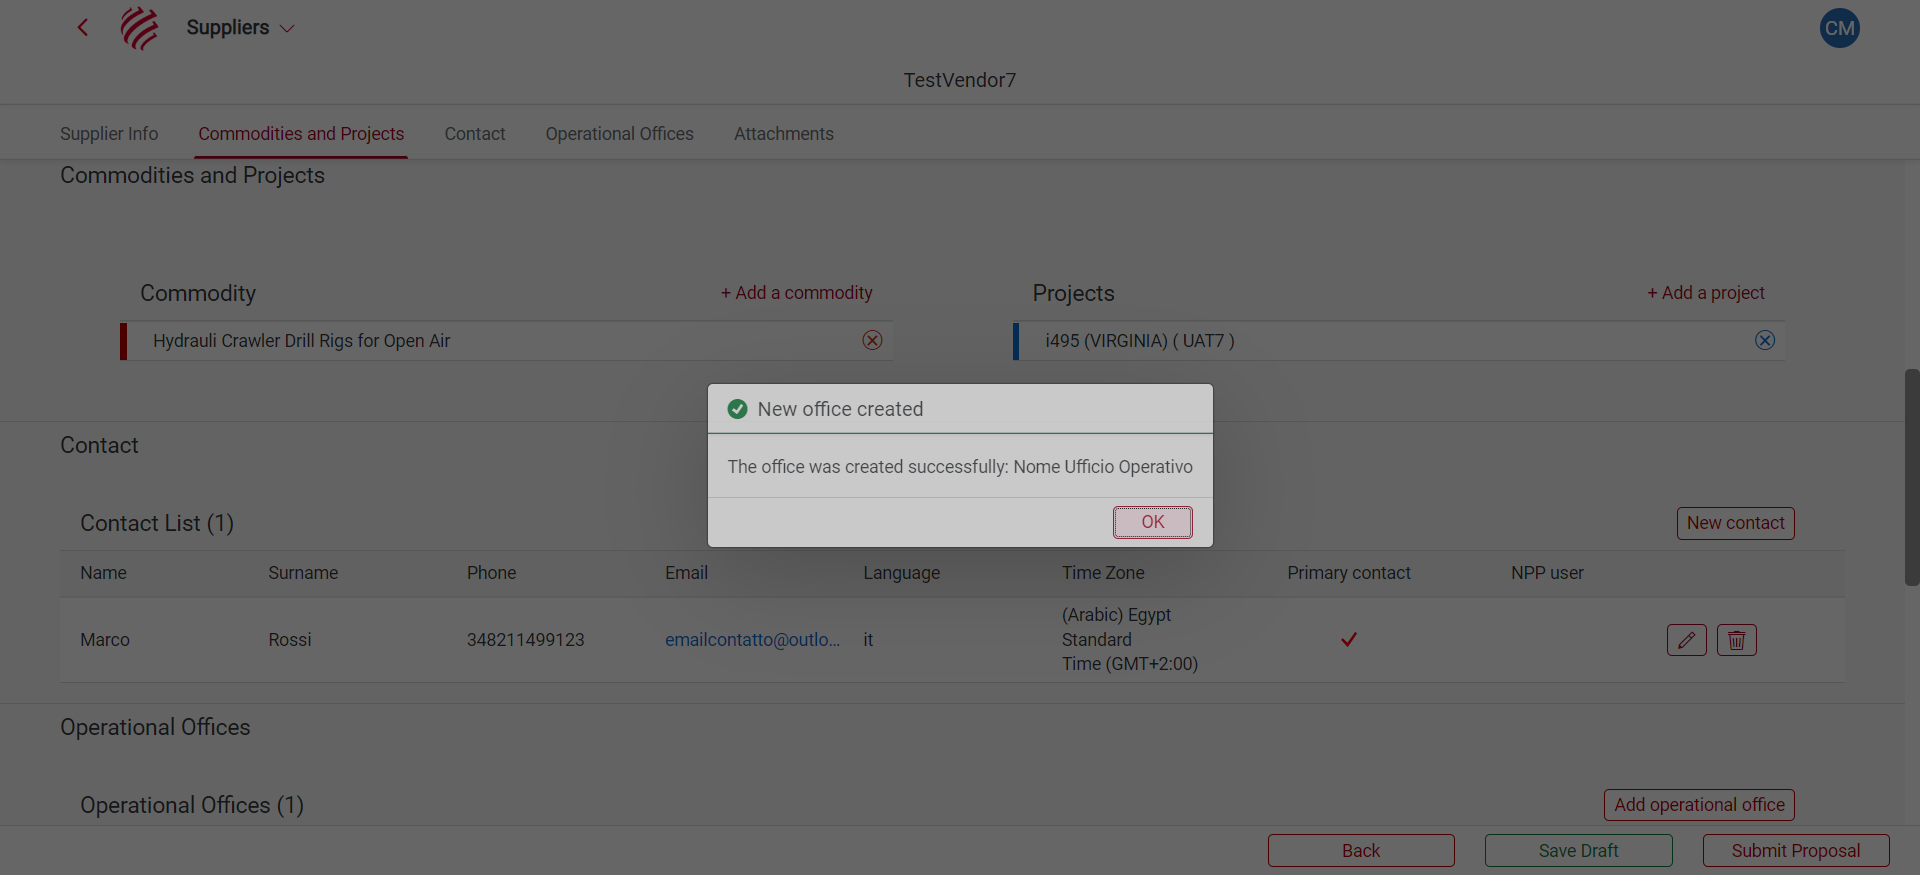 Suppliers
CM
TestVendor7
Supplier Info
Commodities and Projects
Contact
Operational Offices
Attachments
Commodities and Projects
Commodity
+ Add a commodity
Hydrauli Crawler Drill Rigs for Open Air
Projects
+ Add a project
i495 (VIRGINIA) ( UAT7 )
New office created
The office was created successfully: Nome Ufficio Operativo
OK
Contact
Contact List (1)
New contact
Name
Surname
Phone
Email
Language
Time Zone
Primary contact
NPP user
Marco
Rossi
348211499123
emailcontatto@outlo...
it
(Arabic) Egypt
Standard
Time (GMT+2:00)
Operational Offices
Operational Offices (1)
Add operational office
Back
Save Draft
Submit Proposal